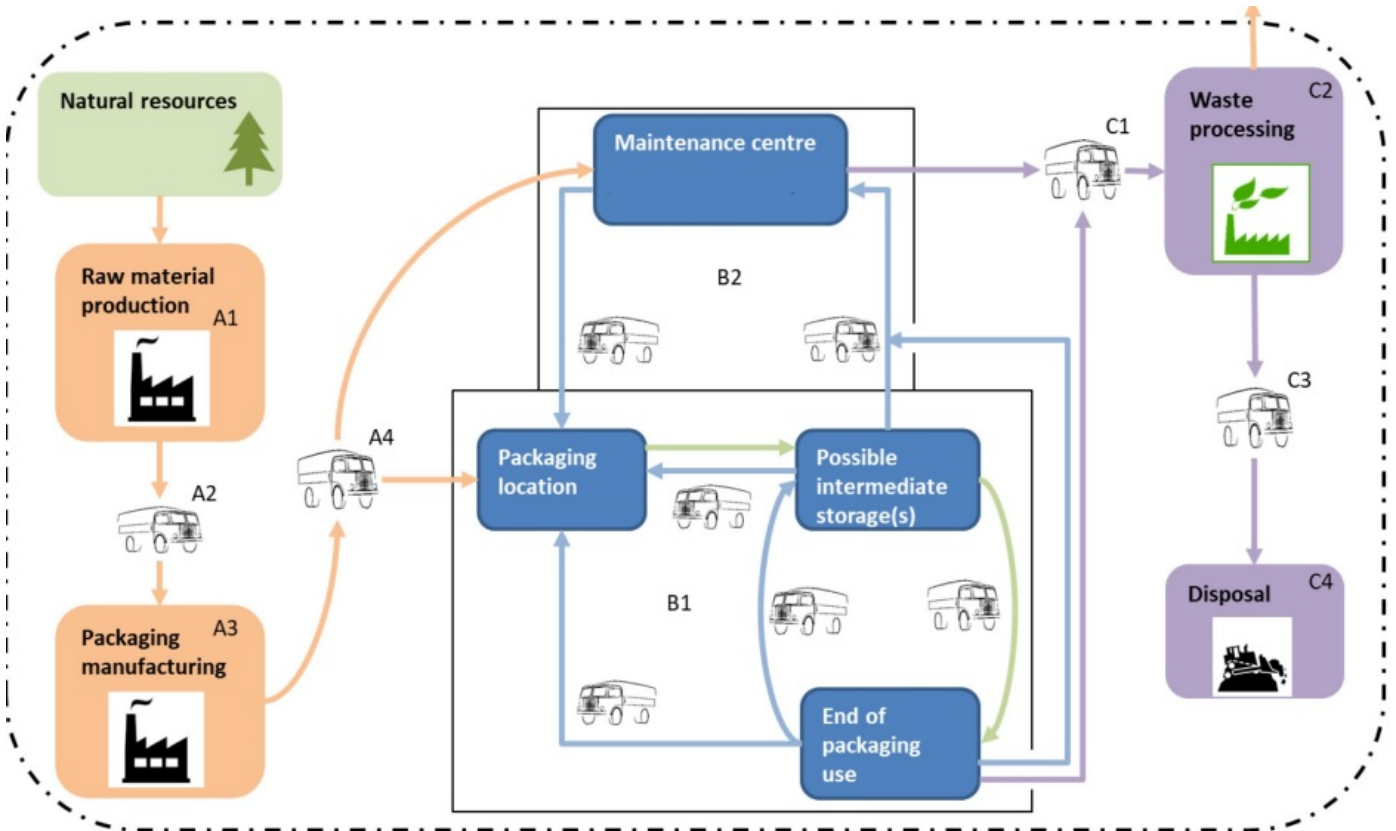 Natural resources
Raw material
production
A1
A2
Packaging
manufacturing
A3
A4
Maintenance centre
B2
Packaging
location
Possible
intermediate
storage(s)
B1
End of
packaging
use
C1
Waste
processing
C2
C3
Disposal
C4